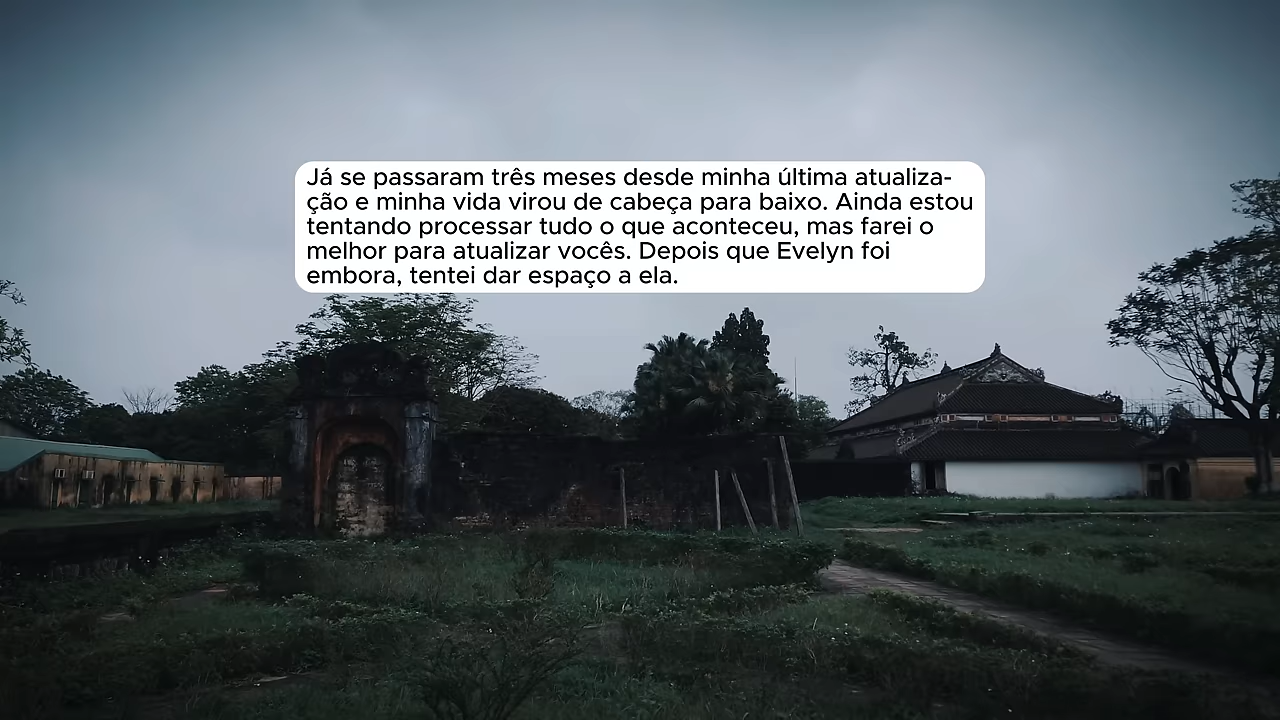 Já se passaram três meses desde minha última atualiza-
ção e minha vida virou de cabeça para baixo. Ainda estou
tentando processar tudo o que aconteceu, mas farei o
melhor para atualizar vocês. Depois que Evelyn foi
embora, tentei dar espaço a ela.